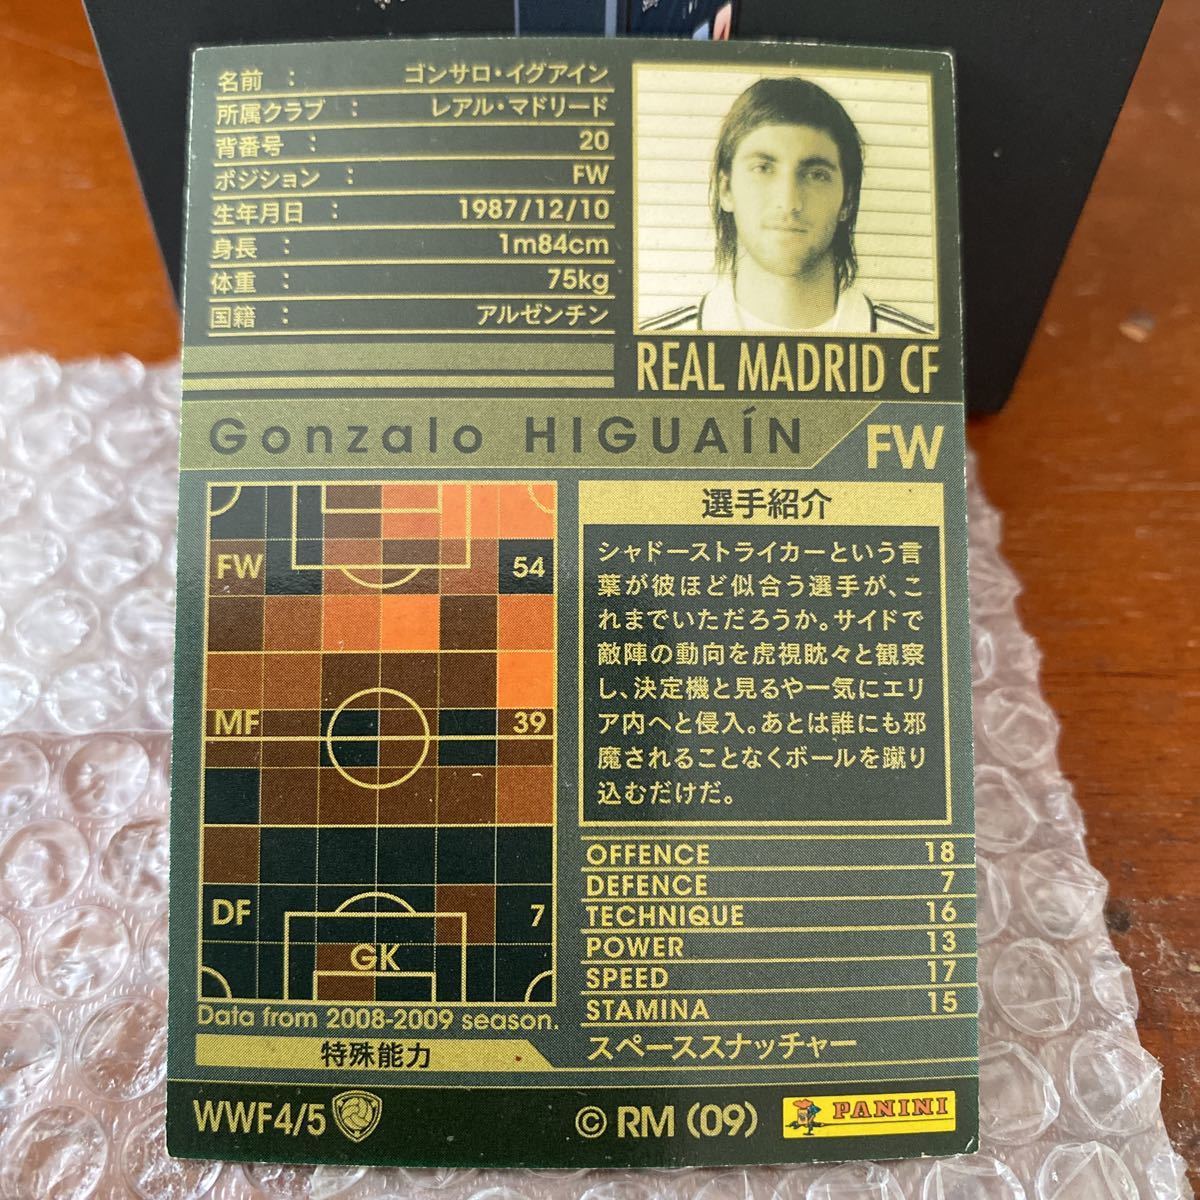 名前 : ゴンサロ・イグアイン
所属クラブ : レアル・マドリード
背番号 : 20
ポジション : FW
生年月日 : 1987/12/10
身長 : 1m84cm
体重 : 75kg
国籍 : アルゼンチン
REAL MADRID CF
Gonzalo HIGUAÍN
FW
FW 54
MF 39
DF 7
GK
Data from 2008-2009 season.
選手紹介
シャドーストライカーという言
葉が彼ほど似合う選手が、こ
れまでいただろうか。サイドで
敵陣の動向を虎視眈々と観察
し、決定機と見るや一気にエリ
ア内へと侵入。あとは誰にも邪
魔されることなくボールを蹴り
込むだけだ。
OFFENCE 18
DEFENCE 7
TECHNIQUE 16
POWER 13
SPEED 17
STAMINA 15
特殊能力
スペーススナッチャー
WWF4/5
© RM (09)
PANINI